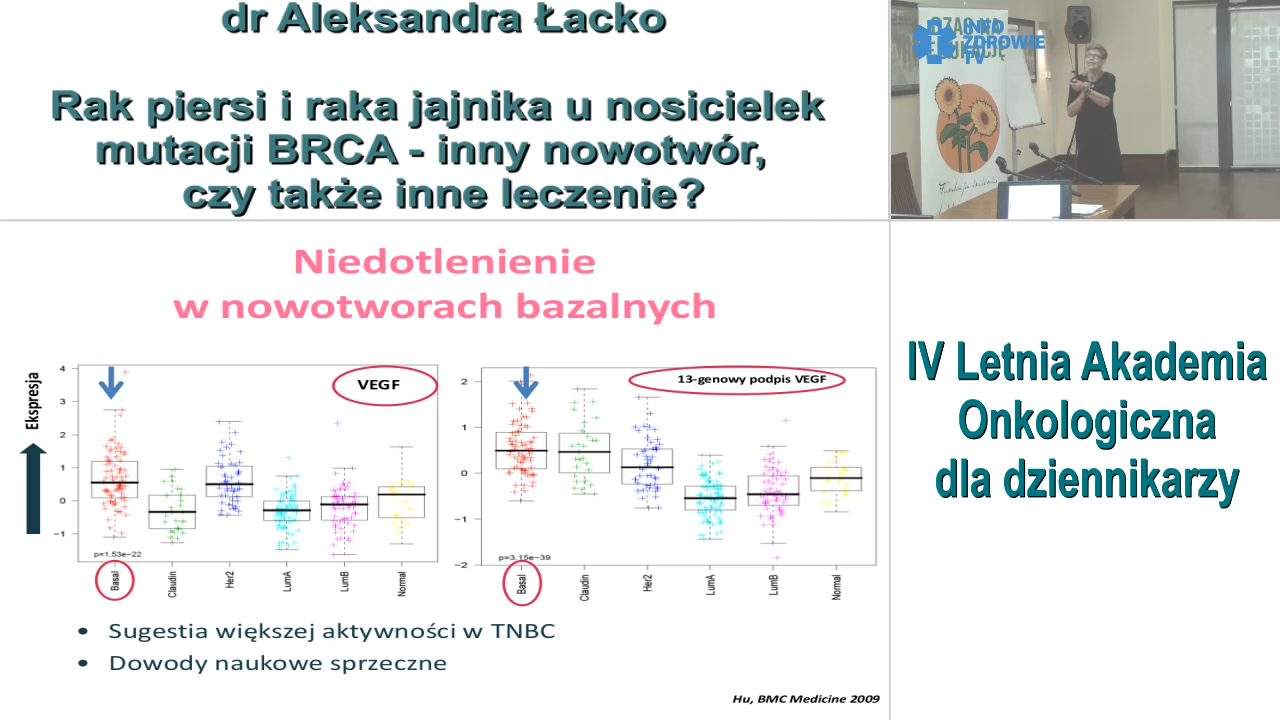 dr Aleksandra Łacko
Rak piersi i raka jajnika u nosicielek
mutacji BRCA - inny nowotwór,
czy także inne leczenie?
CZAS NA
EDUKACJĘ
INFO
ZDROWIE
TV
Niedotlenienie
w nowotworach bazalnych
Ekspresja
VEGF
4
3
2
1
0
−1
p=1.53e−22
Basal
Claudin
Her2
LumA
LumB
Normal
13-genowy podpis VEGF
2
1
0
−1
−2
p=3.15e−39
Basal
Claudin
Her2
LumA
LumB
Normal
• Sugestia większej aktywności w TNBC
• Dowody naukowe sprzeczne
Hu, BMC Medicine 2009
IV Letnia Akademia
Onkologiczna
dla dziennikarzy